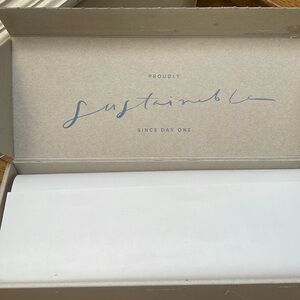 PROUDLY
Sustainable
SINCE DAY ONE.